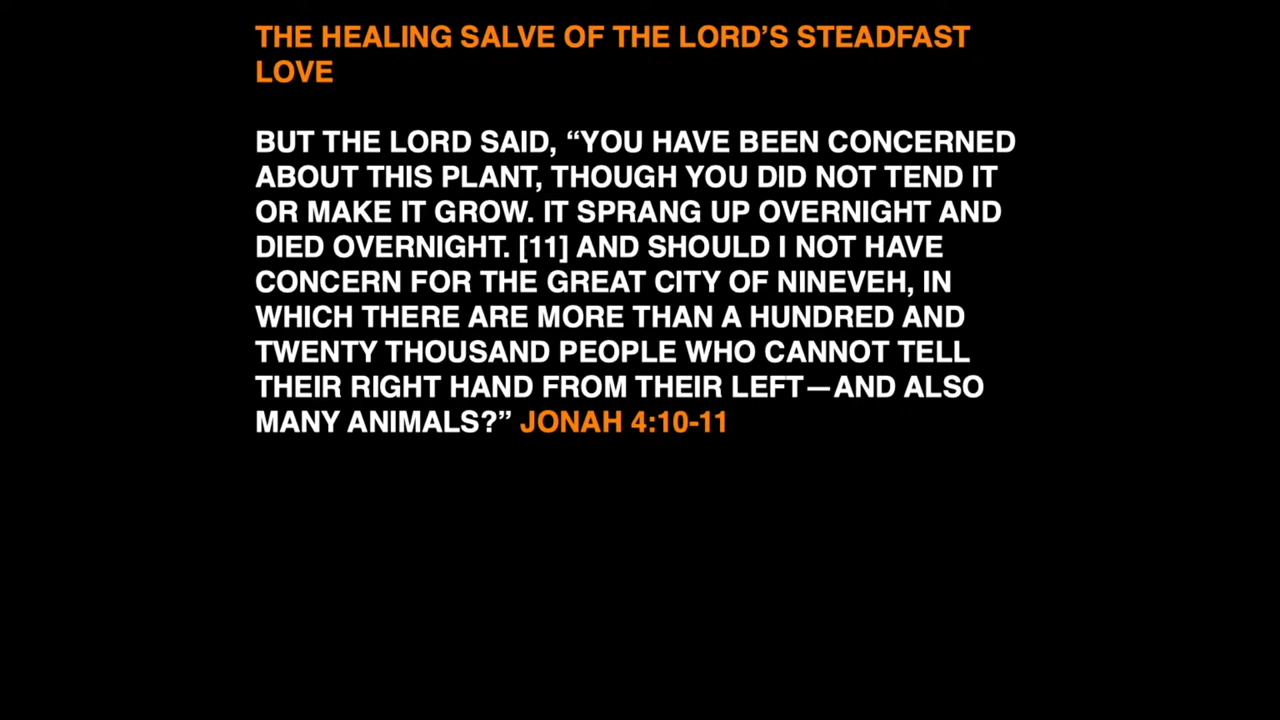 THE HEALING SALVE OF THE LORD’S STEADFAST
LOVE
BUT THE LORD SAID, “YOU HAVE BEEN CONCERNED
ABOUT THIS PLANT, THOUGH YOU DID NOT TEND IT
OR MAKE IT GROW. IT SPRANG UP OVERNIGHT AND
DIED OVERNIGHT. [11] AND SHOULD I NOT HAVE
CONCERN FOR THE GREAT CITY OF NINEVEH, IN
WHICH THERE ARE MORE THAN A HUNDRED AND
TWENTY THOUSAND PEOPLE WHO CANNOT TELL
THEIR RIGHT HAND FROM THEIR LEFT—AND ALSO
MANY ANIMALS?” JONAH 4:10-11